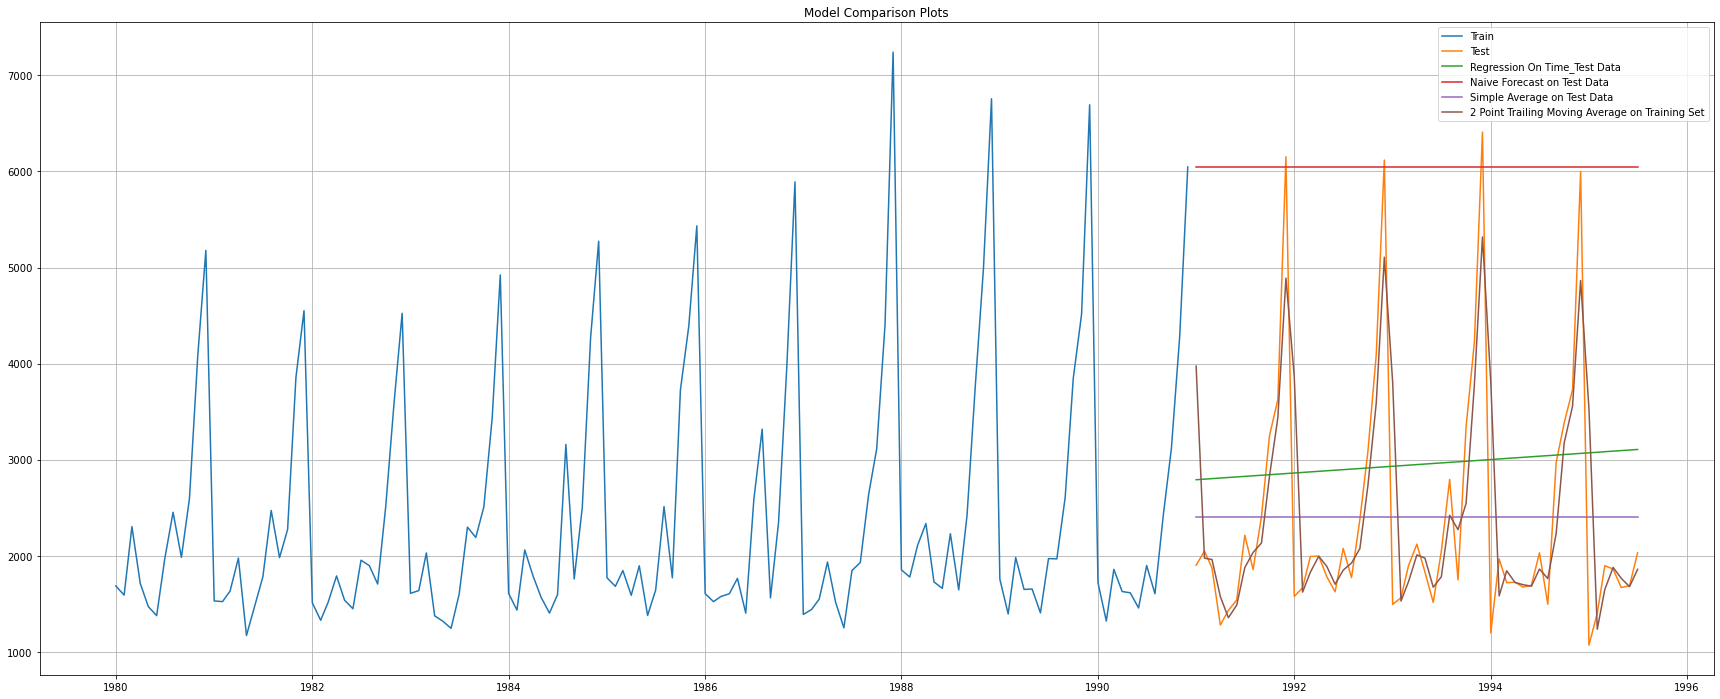 Model Comparison Plots
Train
Test
Regression On Time_Test Data
Naive Forecast on Test Data
Simple Average on Test Data
2 Point Trailing Moving Average on Training Set
7000
6000
5000
4000
3000
2000
1000
1980 1982 1984 1986 1988 1990 1992 1994 1996